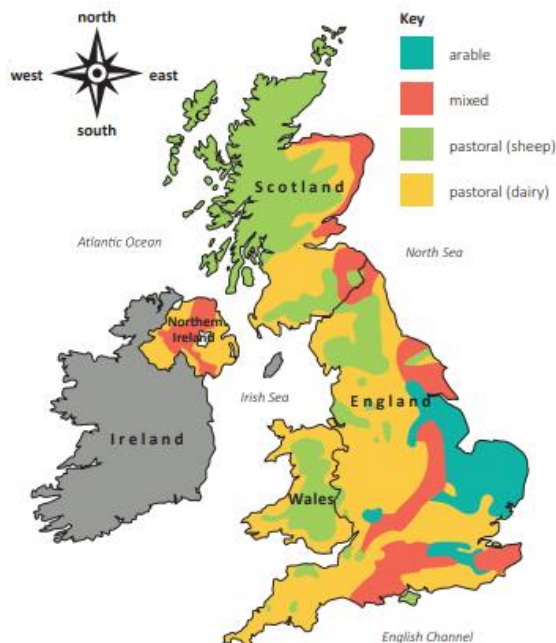 north
west
east
south
Key
arable
mixed
pastoral (sheep)
pastoral (dairy)
Scotland
Atlantic Ocean
North Sea
Northern
Ireland
Irish Sea
England
Ireland
Wales
English Channel